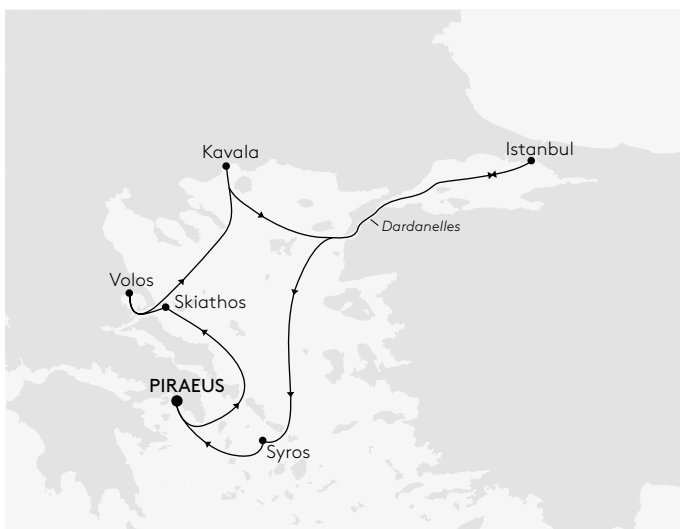 Kavala
Istanbul
Dardanelles
Volos
Skiathos
PIRAEUS
Syros